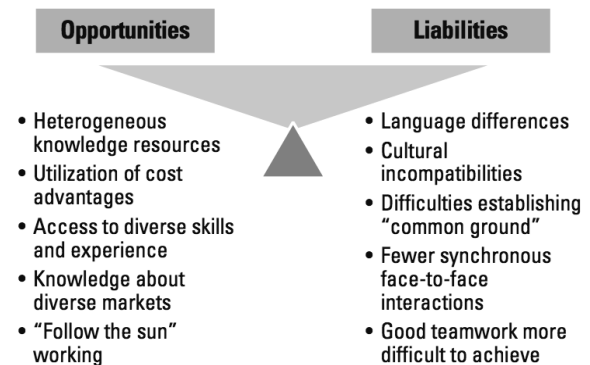 Opportunities
• Heterogeneous
knowledge resources
• Utilization of cost
advantages
• Access to diverse skills
and experience
• Knowledge about
diverse markets
• “Follow the sun”
working
Liabilities
• Language differences
• Cultural
incompatibilities
• Difficulties establishing
“common ground”
• Fewer synchronous
face-to-face
interactions
• Good teamwork more
difficult to achieve